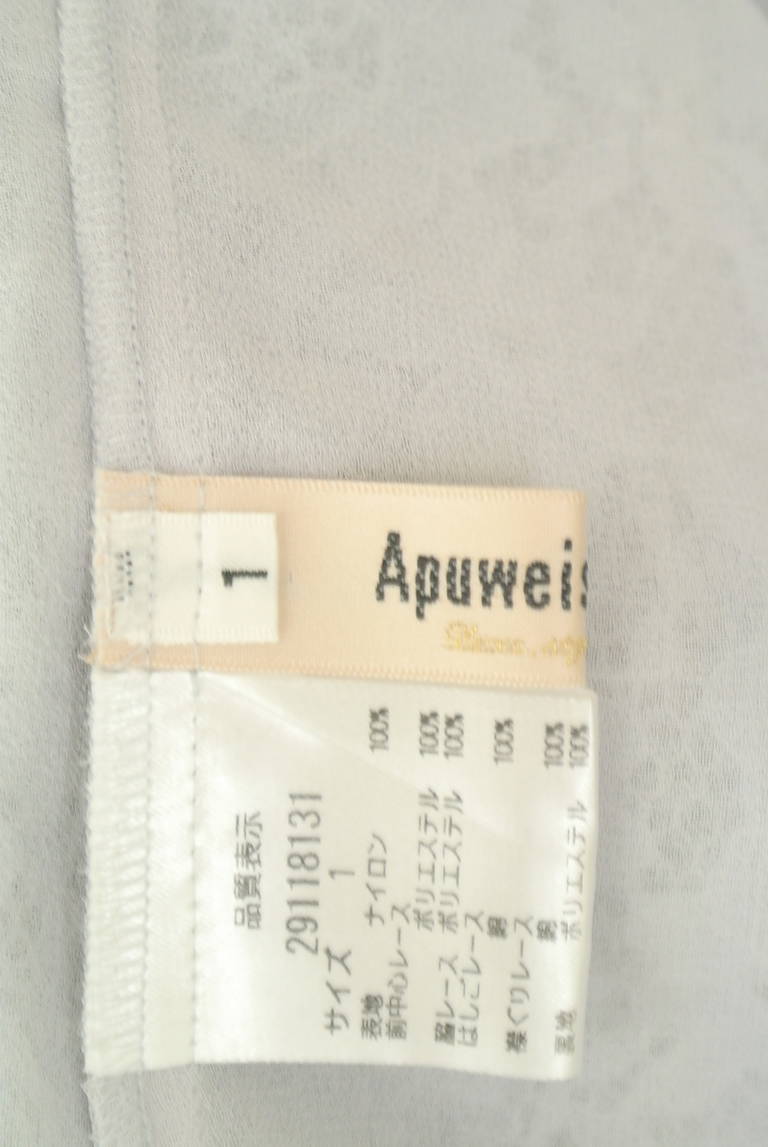 1
Apuweis
品質表示
29118131
サイズ 1
表地 ナイロン 100%
前中心レース
ポリエステル 100%
脇レース ポリエステル 100%
はしごレース
綿 100%
襟ぐりレース
綿 100%
裏地 ポリエステル 100%